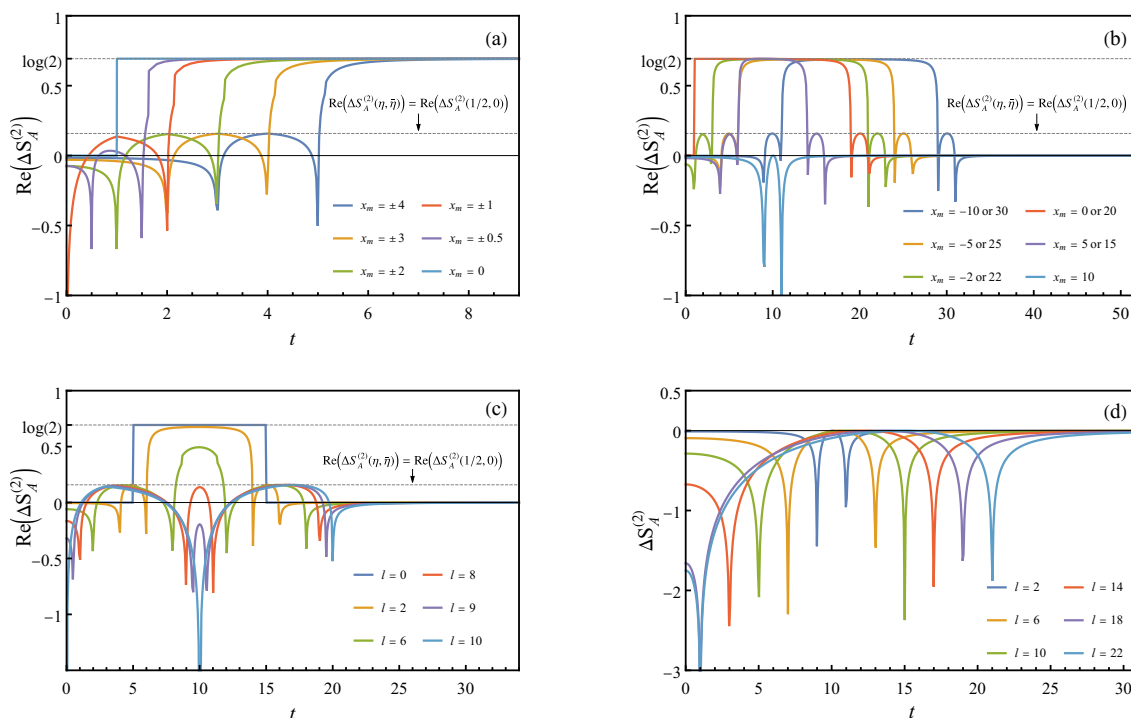 (a)
log(2)
0.5
0
-0.5
-1
Re(ΔS_A^(2))
Re(ΔS_A^(2)(η, η̄)) = Re(ΔS_A^(2)(1/2, 0))
x_m = ±4
x_m = ±1
x_m = ±3
x_m = ±0.5
x_m = ±2
x_m = 0
0 2 4 6 8
t
(b)
1
log(2)
0.5
0
-0.5
-1
Re(ΔS_A^(2))
Re(ΔS_A^(2)(η, η̄)) = Re(ΔS_A^(2)(1/2, 0))
x_m = -10 or 30
x_m = 0 or 20
x_m = -5 or 25
x_m = 5 or 15
x_m = -2 or 22
x_m = 10
0 10 20 30 40 50
t
(c)
1
log(2)
0.5
0
-0.5
-1
Re(ΔS_A^(2))
Re(ΔS_A^(2)(η, η̄)) = Re(ΔS_A^(2)(1/2, 0))
l = 0
l = 8
l = 2
l = 9
l = 6
l = 10
0 5 10 15 20 25 30
t
(d)
0.5
0
-1
-2
-3
ΔS_A^(2)
l = 2
l = 14
l = 6
l = 18
l = 10
l = 22
0 5 10 15 20 25 30
t